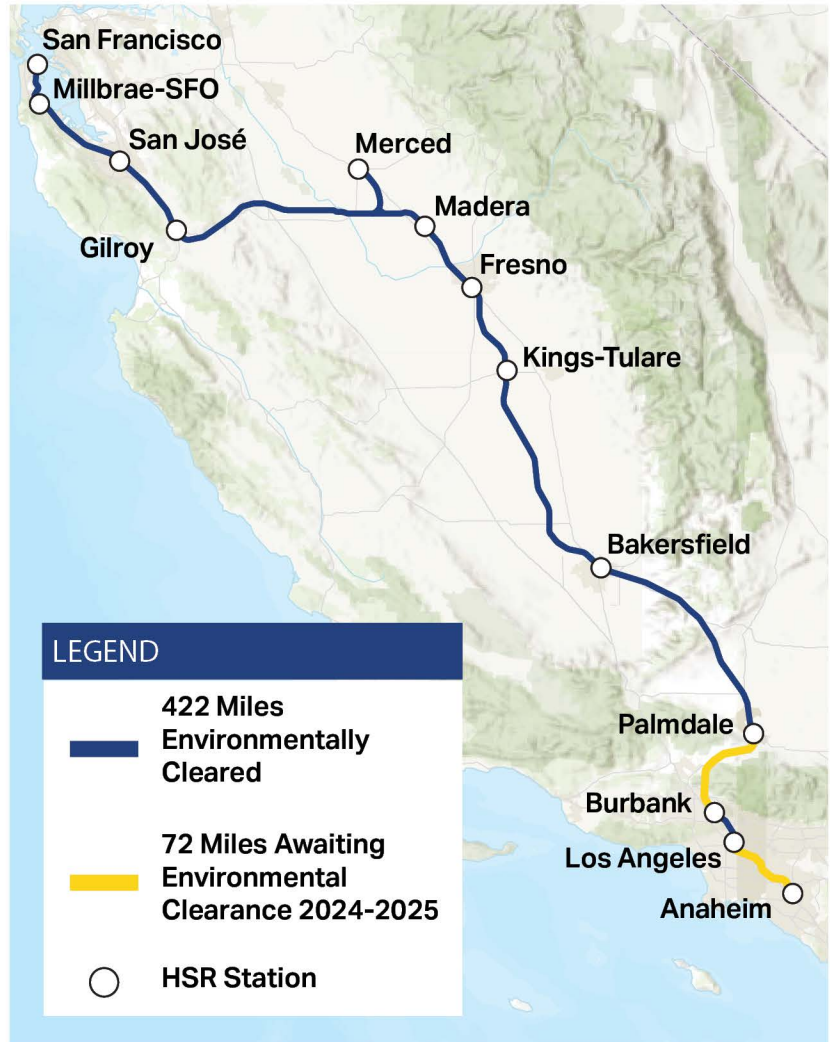 San Francisco
Millbrae-SFO
San José
Merced
Gilroy
Madera
Fresno
Kings-Tulare
Bakersfield
Palmdale
Burbank
Los Angeles
Anaheim
LEGEND
422 Miles
Environmentally
Cleared
72 Miles Awaiting
Environmental
Clearance 2024-2025
HSR Station